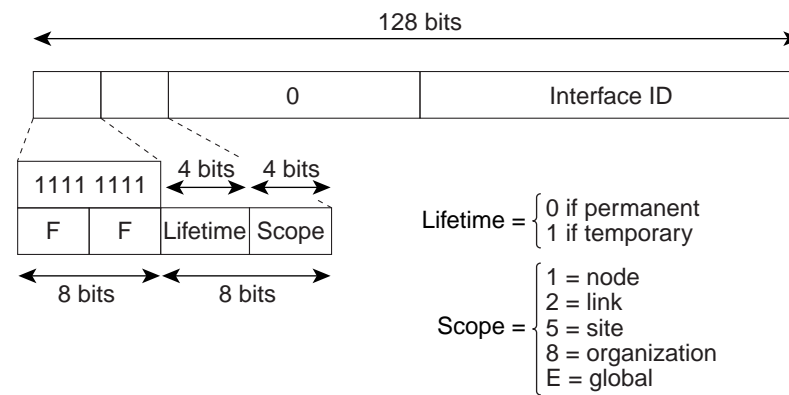 128 bits
0 Interface ID
4 bits 4 bits
1111 1111
F F Lifetime Scope
8 bits 8 bits
Lifetime = 0 if permanent
1 if temporary
Scope = 1 = node
2 = link
5 = site
8 = organization
E = global